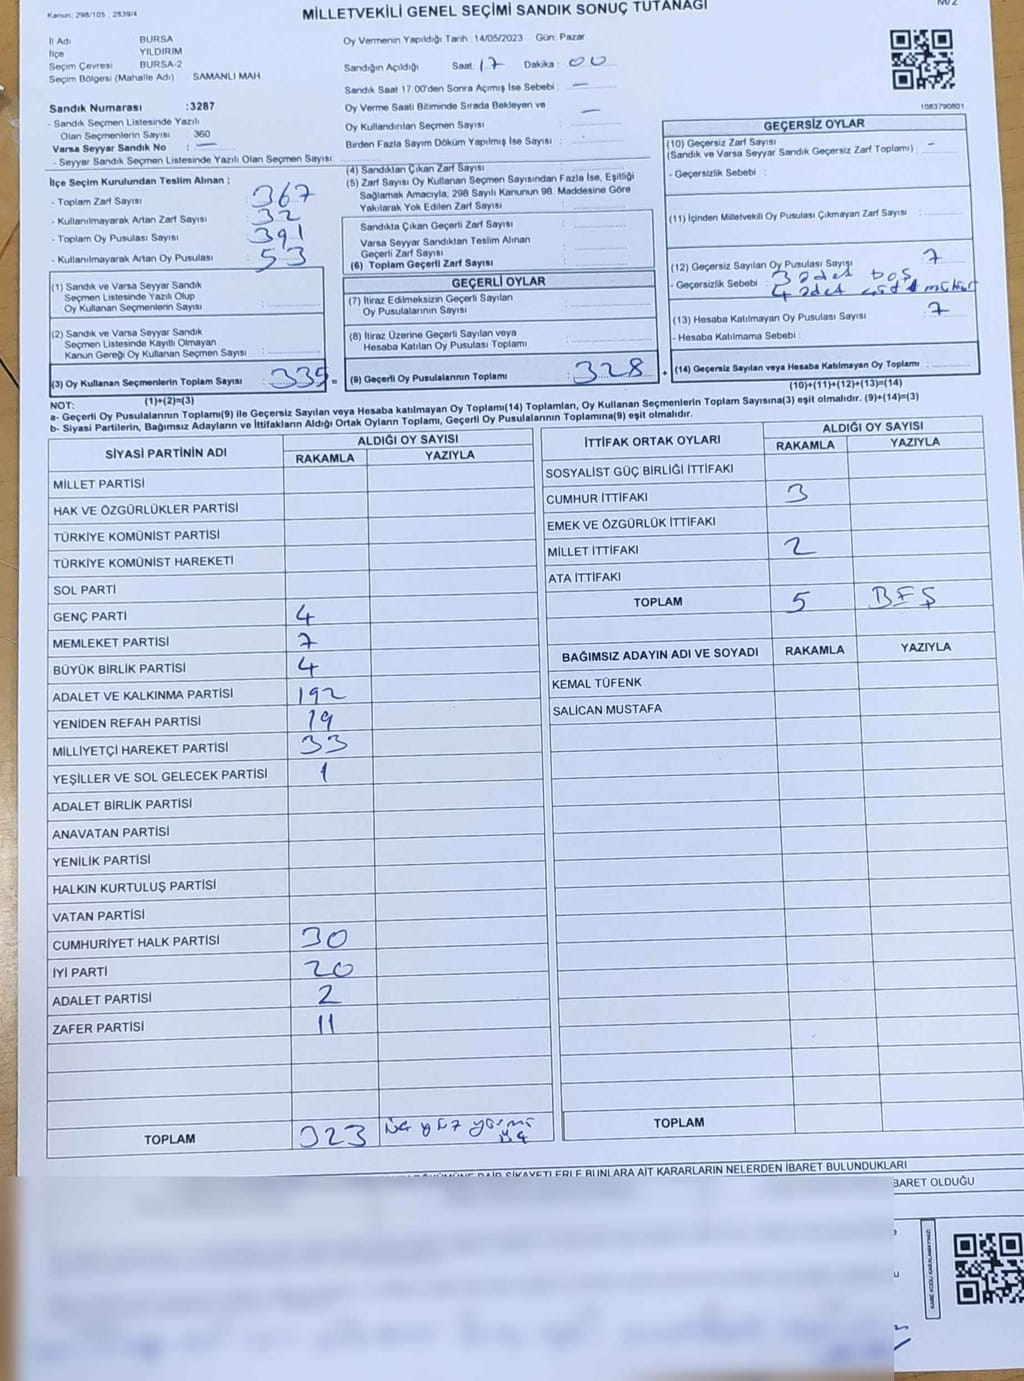 Kanun: 298/105 , 2839/4
MİLLETVEKİLİ GENEL SEÇİMİ SANDIK SONUÇ TUTANAĞI
No/2
İl Adı BURSA
İlçe YILDIRIM
Seçim Çevresi BURSA-2
Seçim Bölgesi (Mahalle Adı) SAMANLI MAH.
Oy Vermenin Yapıldığı Tarih : 14/05/2023 Gün: Pazar
Sandığın Açıldığı Saat : 17 Dakika : 00
Sandık Saat 17.00'den Sonra Açılmış İse Sebebi : —
Oy Verme Saati Bitiminde Sırada Bekleyen ve
Oy Kullandırılan Seçmen Sayısı : —
Birden Fazla Sayım Döküm Yapılmış İse Sayısı :
1083790801
Sandık Numarası :3287
- Sandık Seçmen Listesinde Yazılı
Olan Seçmenlerin Sayısı : 360
Varsa Seyyar Sandık No : —
- Seyyar Sandık Seçmen Listesinde Yazılı Olan Seçmen Sayısı:
İlçe Seçim Kurulundan Teslim Alınan ;
- Toplam Zarf Sayısı : 367
- Kullanılmayarak Artan Zarf Sayısı : 32
- Toplam Oy Pusulası Sayısı : 391
- Kullanılmayarak Artan Oy Pusulası : 53
(1) Sandık ve Varsa Seyyar Sandık
Seçmen Listesinde Yazılı Olup
Oy Kullanan Seçmenlerin Sayısı :
(2) Sandık ve Varsa Seyyar Sandık
Seçmen Listesinde Kayıtlı Olmayan
Kanun Gereği Oy Kullanan Seçmen Sayısı :
(3) Oy Kullanan Seçmenlerin Toplam Sayısı : 335 =
(1)+(2)=(3)
(4) Sandıktan Çıkan Zarf Sayısı :
(5) Zarf Sayısı Oy Kullanan Seçmen Sayısından Fazla İse, Eşitliği
Sağlamak Amacıyla; 298 Sayılı Kanunun 98. Maddesine Göre
Yakılarak Yok Edilen Zarf Sayısı :
Sandıkta Çıkan Geçerli Zarf Sayısı :
Varsa Seyyar Sandıktan Teslim Alınan
Geçerli Zarf Sayısı :
(6) Toplam Geçerli Zarf Sayısı :
GEÇERLİ OYLAR
(7) İtiraz Edilmeksizin Geçerli Sayılan
Oy Pusulalarının Sayısı :
(8) İtiraz Üzerine Geçerli Sayılan veya
Hesaba Katılan Oy Pusulası Toplamı :
(9) Geçerli Oy Pusulalarının Toplamı : 328 +
GEÇERSİZ OYLAR
(10) Geçersiz Zarf Sayısı
(Sandık ve Varsa Seyyar Sandık Geçersiz Zarf Toplamı) : —
- Geçersizlik Sebebi :
(11) İçinden Milletvekili Oy Pusulası Çıkmayan Zarf Sayısı :
(12) Geçersiz Sayılan Oy Pusulası Sayısı : 7
- Geçersizlik Sebebi : 3 adet boş
4 adet
(13) Hesaba Katılmayan Oy Pusulası Sayısı : 7
- Hesaba Katılmama Sebebi :
(14) Geçersiz Sayılan veya Hesaba Katılmayan Oy Toplamı :
(10)+(11)+(12)+(13)=(14)
NOT:
a- Geçerli Oy Pusulalarının Toplamı(9) ile Geçersiz Sayılan veya Hesaba katılmayan Oy Toplamı(14) Toplamları, Oy Kullanan Seçmenlerin Toplam Sayısına(3) eşit olmalıdır. (9)+(14)=(3)
b- Siyasi Partilerin, Bağımsız Adayların ve İttifakların Aldığı Ortak Oyların Toplamı, Geçerli Oy Pusulalarının Toplamına(9) eşit olmalıdır.
SİYASİ PARTİNİN ADI ALDIĞI OY SAYISI
RAKAMLA YAZIYLA
MİLLET PARTİSİ
HAK VE ÖZGÜRLÜKLER PARTİSİ
TÜRKİYE KOMÜNİST PARTİSİ
TÜRKİYE KOMÜNİST HAREKETİ
SOL PARTİ
GENÇ PARTİ 4
MEMLEKET PARTİSİ 7
BÜYÜK BİRLİK PARTİSİ 4
ADALET VE KALKINMA PARTİSİ 192
YENİDEN REFAH PARTİSİ 19
MİLLİYETÇİ HAREKET PARTİSİ 33
YEŞİLLER VE SOL GELECEK PARTİSİ 1
ADALET BİRLİK PARTİSİ
ANAVATAN PARTİSİ
YENİLİK PARTİSİ
HALKIN KURTULUŞ PARTİSİ
VATAN PARTİSİ
CUMHURİYET HALK PARTİSİ 30
İYİ PARTİ 20
ADALET PARTİSİ 2
ZAFER PARTİSİ 11
TOPLAM 323 üç yüz yirmi üç
İTTİFAK ORTAK OYLARI ALDIĞI OY SAYISI
RAKAMLA YAZIYLA
SOSYALİST GÜÇ BİRLİĞİ İTTİFAKI
CUMHUR İTTİFAKI 3
EMEK VE ÖZGÜRLÜK İTTİFAKI
MİLLET İTTİFAKI 2
ATA İTTİFAKI
TOPLAM 5 BEŞ
BAĞIMSIZ ADAYIN ADI VE SOYADI RAKAMLA YAZIYLA
KEMAL TÜFENK
SALİCAN MUSTAFA
TOPLAM
DAİR ŞİKAYETLERLE BUNLARA AİT KARARLARIN NELERDEN İBARET BULUNDUKLARI
BARET OLDUĞU